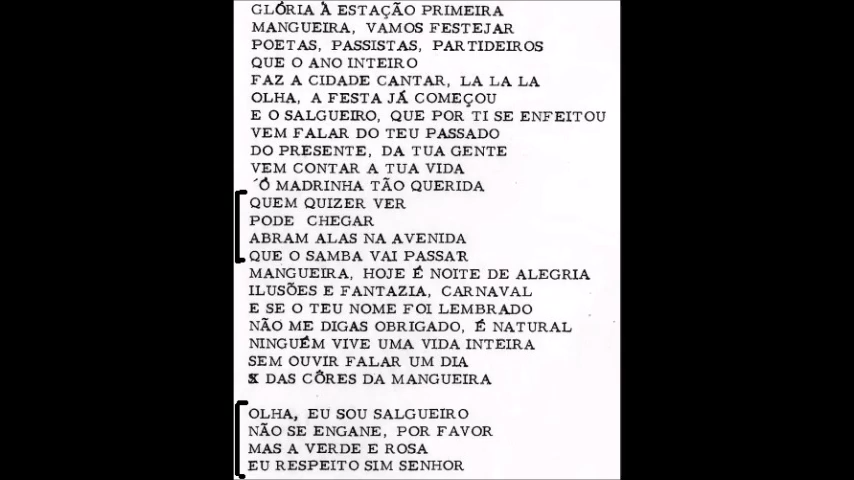 GLÓRIA À ESTAÇÃO PRIMEIRA
MANGUEIRA, VAMOS FESTEJAR
POETAS, PASSISTAS, PARTIDEIROS
QUE O ANO INTEIRO
FAZ A CIDADE CANTAR, LA LA LA
OLHA, A FESTA JÁ COMEÇOU
E O SALGUEIRO, QUE POR TI SE ENFEITOU
VEM FALAR DO TEU PASSADO
DO PRESENTE, DA TUA GENTE
VEM CONTAR A TUA VIDA
´Ô MADRINHA TÃO QUERIDA
QUEM QUIZER VER
PODE CHEGAR
ABRAM ALAS NA AVENIDA
QUE O SAMBA VAI PASSAR
MANGUEIRA, HOJE É NOITE DE ALEGRIA
ILUSÕES E FANTAZIA, CARNAVAL
E SE O TEU NOME FOI LEMBRADO
NÃO ME DIGAS OBRIGADO, É NATURAL
NINGUÉM VIVE UMA VIDA INTEIRA
SEM OUVIR FALAR UM DIA
DAS CÔRES DA MANGUEIRA
OLHA, EU SOU SALGUEIRO
NÃO SE ENGANE, POR FAVOR
MAS A VERDE E ROSA
EU RESPEITO SIM SENHOR